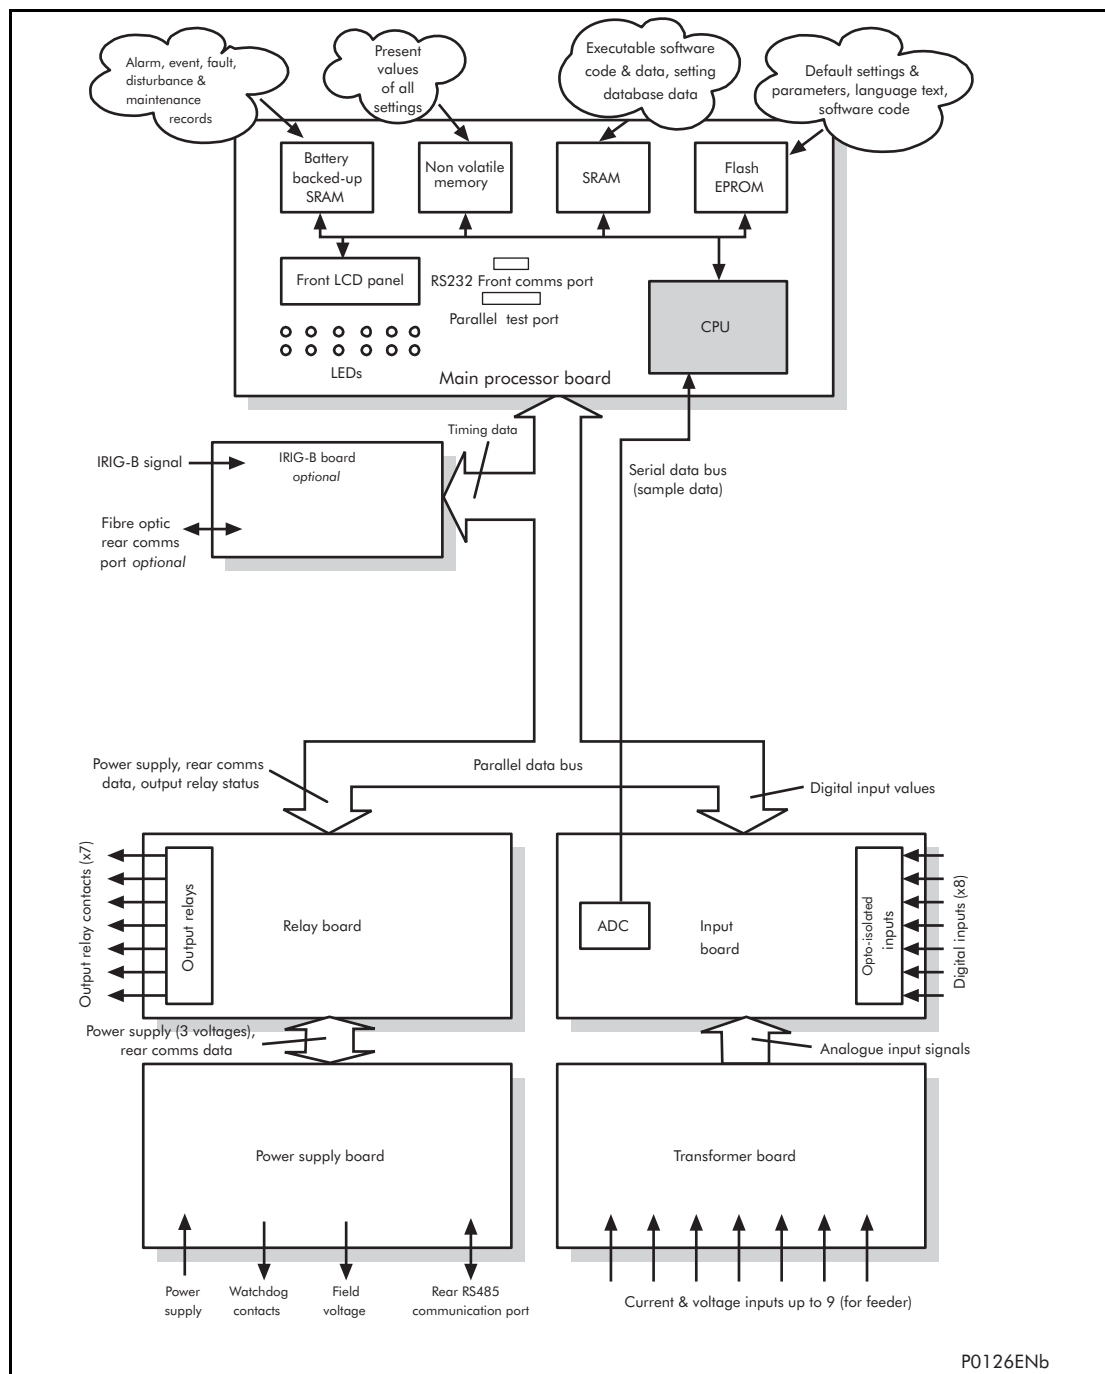 Alarm, event, fault,
disturbance &
maintenance
records
Present
values
of all
settings
Executable software
code & data, setting
database data
Default settings &
parameters, language text,
software code
Battery
backed-up
SRAM
Non volatile
memory
SRAM
Flash
EPROM
Front LCD panel
RS232 Front comms port
Parallel test port
CPU
LEDs
Main processor board
Timing data
IRIG-B signal
IRIG-B board
optional
Serial data bus
(sample data)
Fibre optic
rear comms
port optional
Power supply, rear comms
data, output relay status
Parallel data bus
Digital input values
Output relay contacts (x7)
Output relays
Relay board
ADC
Input
board
Opto-isolated
inputs
Digital inputs (x8)
Power supply (3 voltages),
rear comms data
Analogue input signals
Power supply board
Transformer board
Power
supply
Watchdog
contacts
Field
voltage
Rear RS485
communication port
Current & voltage inputs up to 9 (for feeder)
P0126ENb